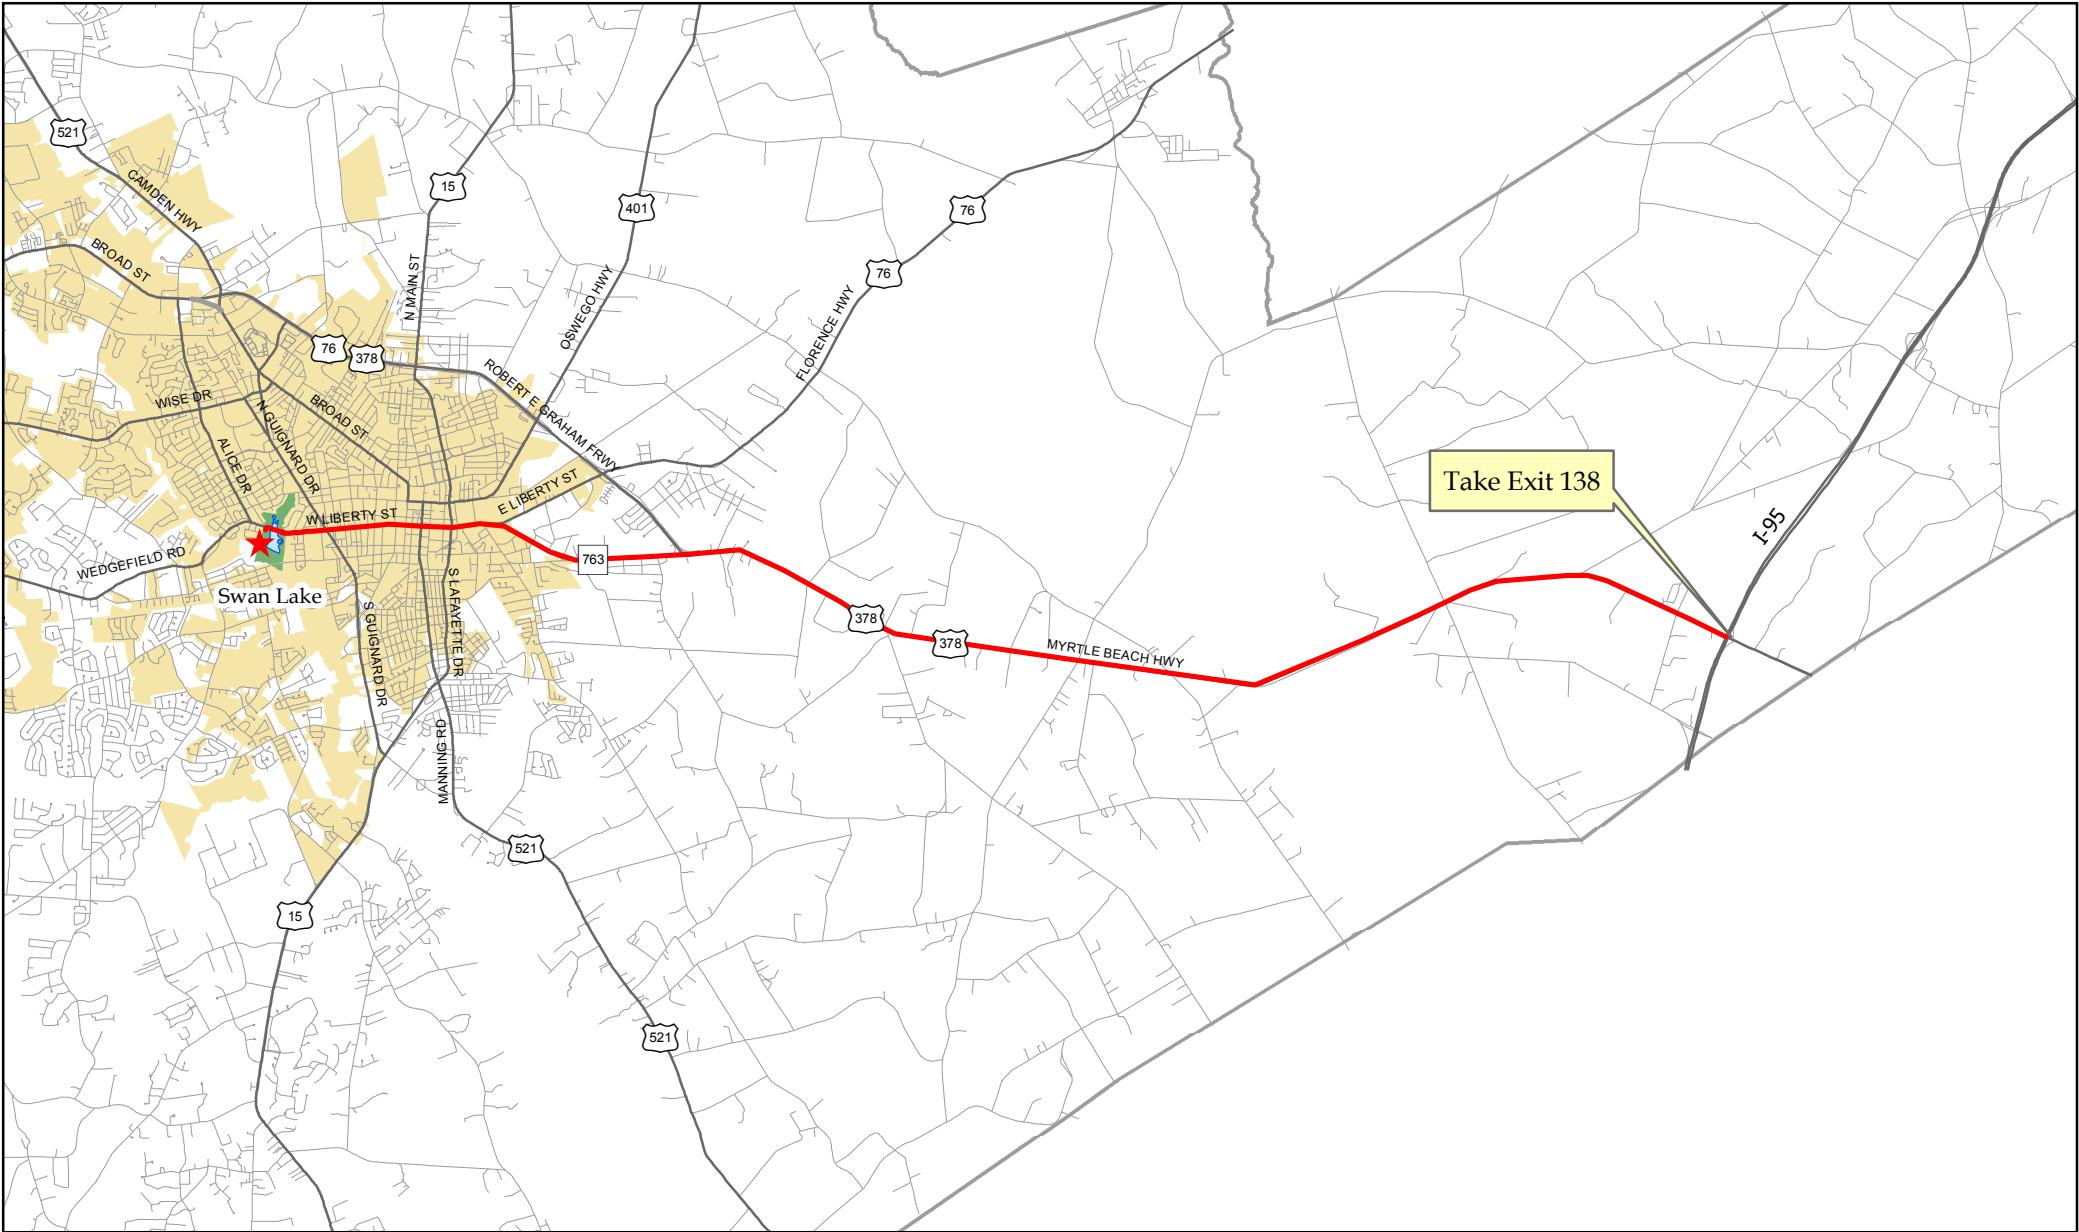 521
CAMDEN HWY
BROAD ST
15
401
76
76
N MAIN ST
OSWEGO HWY
FLORENCE HWY
76
378
ROBERT E GRAHAM FRWY
WISE DR
N GUIGNARD DR
BROAD ST
ALICE DR
E LIBERTY ST
W LIBERTY ST
Take Exit 138
I-95
WEDGEFIELD RD
763
Swan Lake
S GUIGNARD DR
S LAFAYETTE DR
378
378
MYRTLE BEACH HWY
MANNING RD
521
15
521